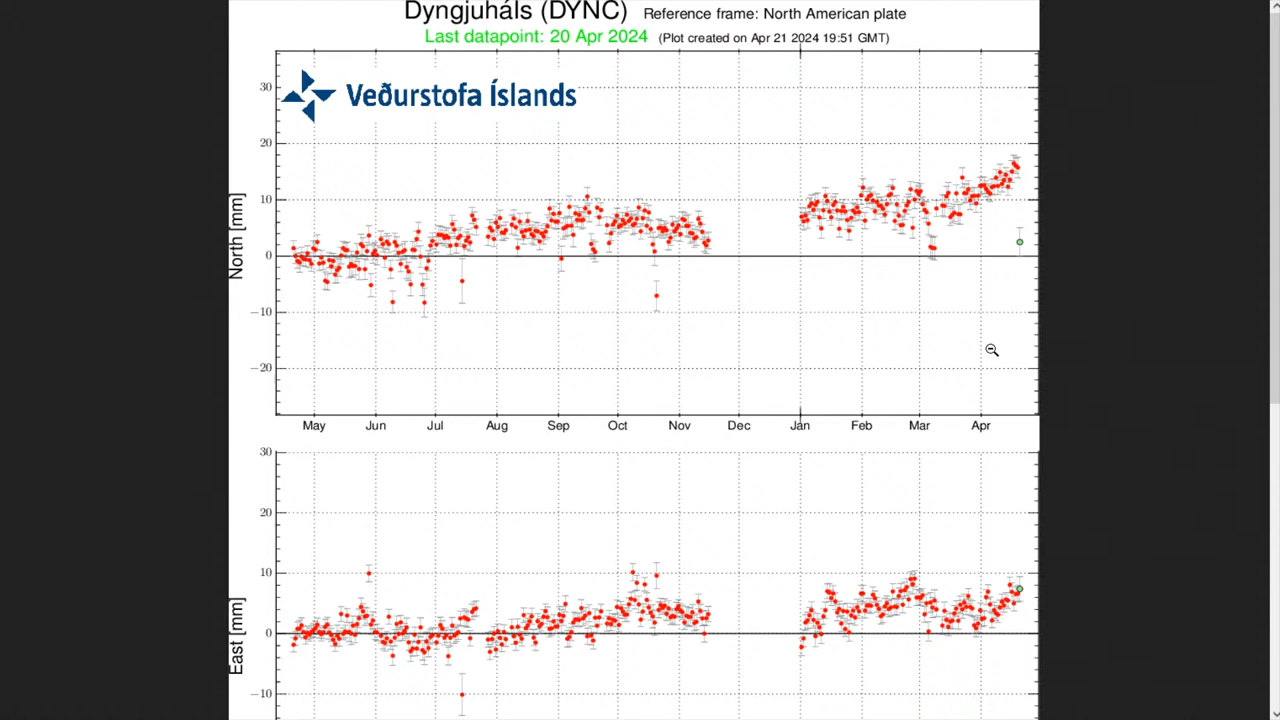 Dyngjuháls (DYNC) Reference frame: North American plate
Last datapoint: 20 Apr 2024 (Plot created on Apr 21 2024 19:51 GMT)
Veðurstofa Íslands
North [mm]
30
20
10
0
−10
−20
May Jun Jul Aug Sep Oct Nov Dec Jan Feb Mar Apr
East [mm]
30
20
10
0
−10